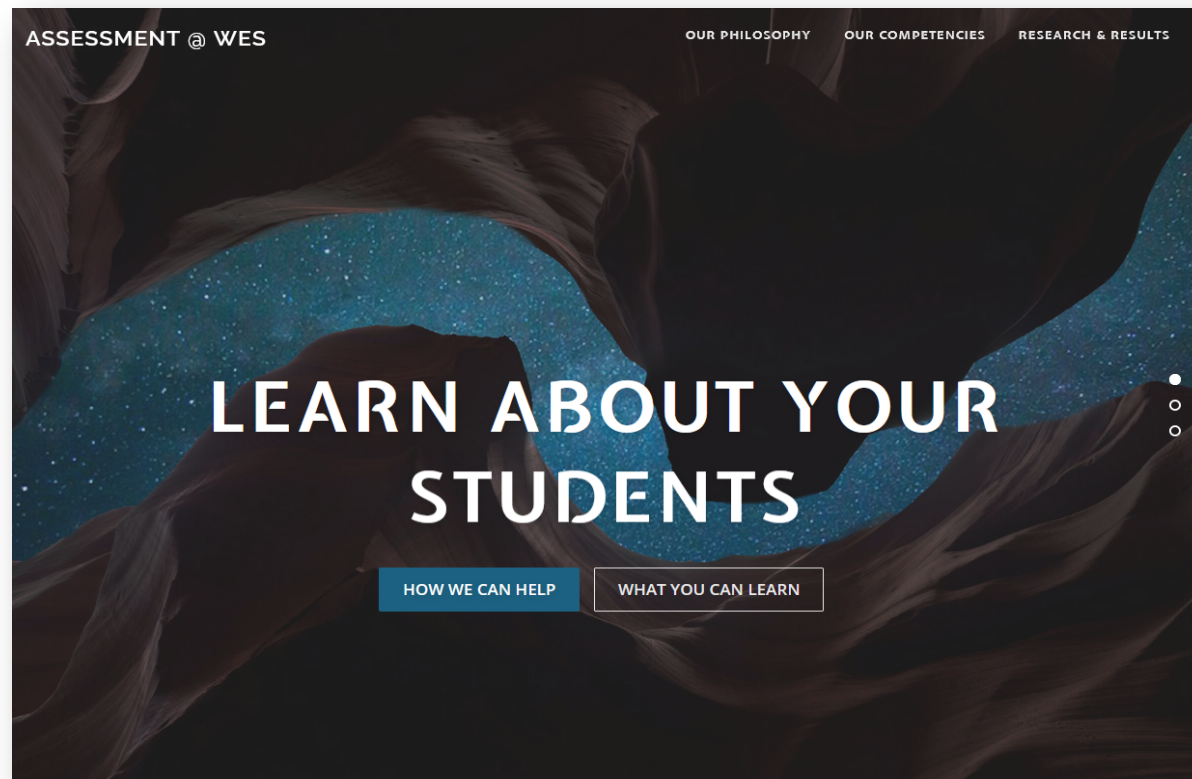 ASSESSMENT @ WES
OUR PHILOSOPHY
OUR COMPETENCIES
RESEARCH & RESULTS
LEARN ABOUT YOUR
STUDENTS
HOW WE CAN HELP
WHAT YOU CAN LEARN